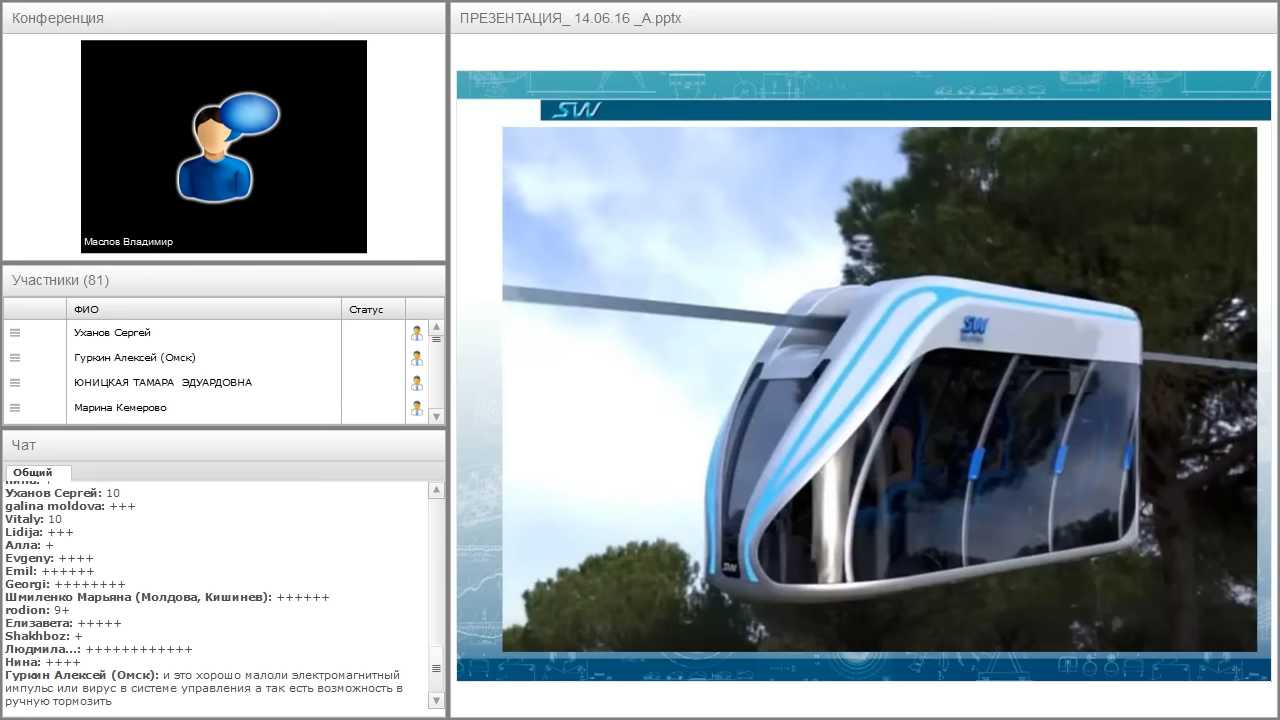 Конференция
Маслов Владимир
Участники (81)
ФИО
Статус
Уханов Сергей
Гуркин Алексей (Омск)
ЮНИЦКАЯ ТАМАРА ЭДУАРДОВНА
Марина Кемерово
Чат
Общий
Уханов Сергей: 10
galina moldova: +++
Vitaly: 10
Lidija: +++
Алла: +
Evgeny: ++++
Emil: ++++++
Georgi: ++++++++
Шмиленко Марьяна (Молдова, Кишинев): ++++++
rodion: 9+
Елизавета: +++++
Shakhboz: +
Людмила...: ++++++++++++
Нина: ++++
Гуркин Алексей (Омск): и это хорошо малоли электромагнитный
импульс или вирус в системе управления а так есть возможность в
ручную тормозить
ПРЕЗЕНТАЦИЯ_ 14.06.16 _A.pptx
SW
SW
SW